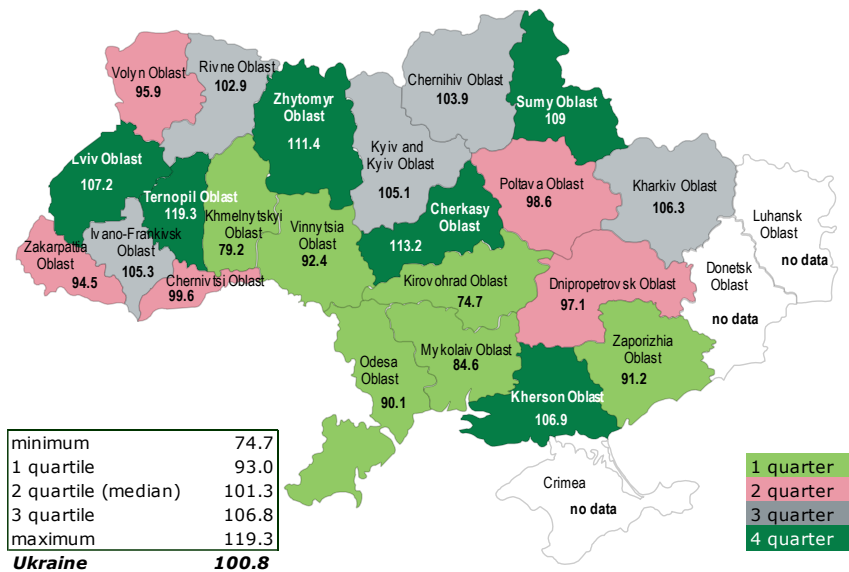 Volyn Oblast
95.9
Rivne Oblast
102.9
Zhytomyr
Oblast
111.4
Chernihiv Oblast
103.9
Sumy Oblast
109
Kyiv and
Kyiv Oblast
105.1
Lviv Oblast
107.2
Ternopil Oblast
119.3
Khmelnytskyi
Oblast
79.2
Vinnytsia
Oblast
92.4
Cherkasy
Oblast
113.2
Poltava Oblast
98.6
Kharkiv Oblast
106.3
Luhansk
Oblast
no data
Donetsk
Oblast
no data
Zakarpattia
Oblast
94.5
Ivano-Frankivsk
Oblast
105.3
Chernivtsi Oblast
99.6
Kirovohrad Oblast
74.7
Dnipropetrovsk Oblast
97.1
Zaporizhia
Oblast
91.2
Odesa
Oblast
90.1
Mykolaiv Oblast
84.6
Kherson Oblast
106.9
Crimea
no data
minimum 74.7
1 quartile 93.0
2 quartile (median) 101.3
3 quartile 106.8
maximum 119.3
Ukraine 100.8
1 quarter
2 quarter
3 quarter
4 quarter